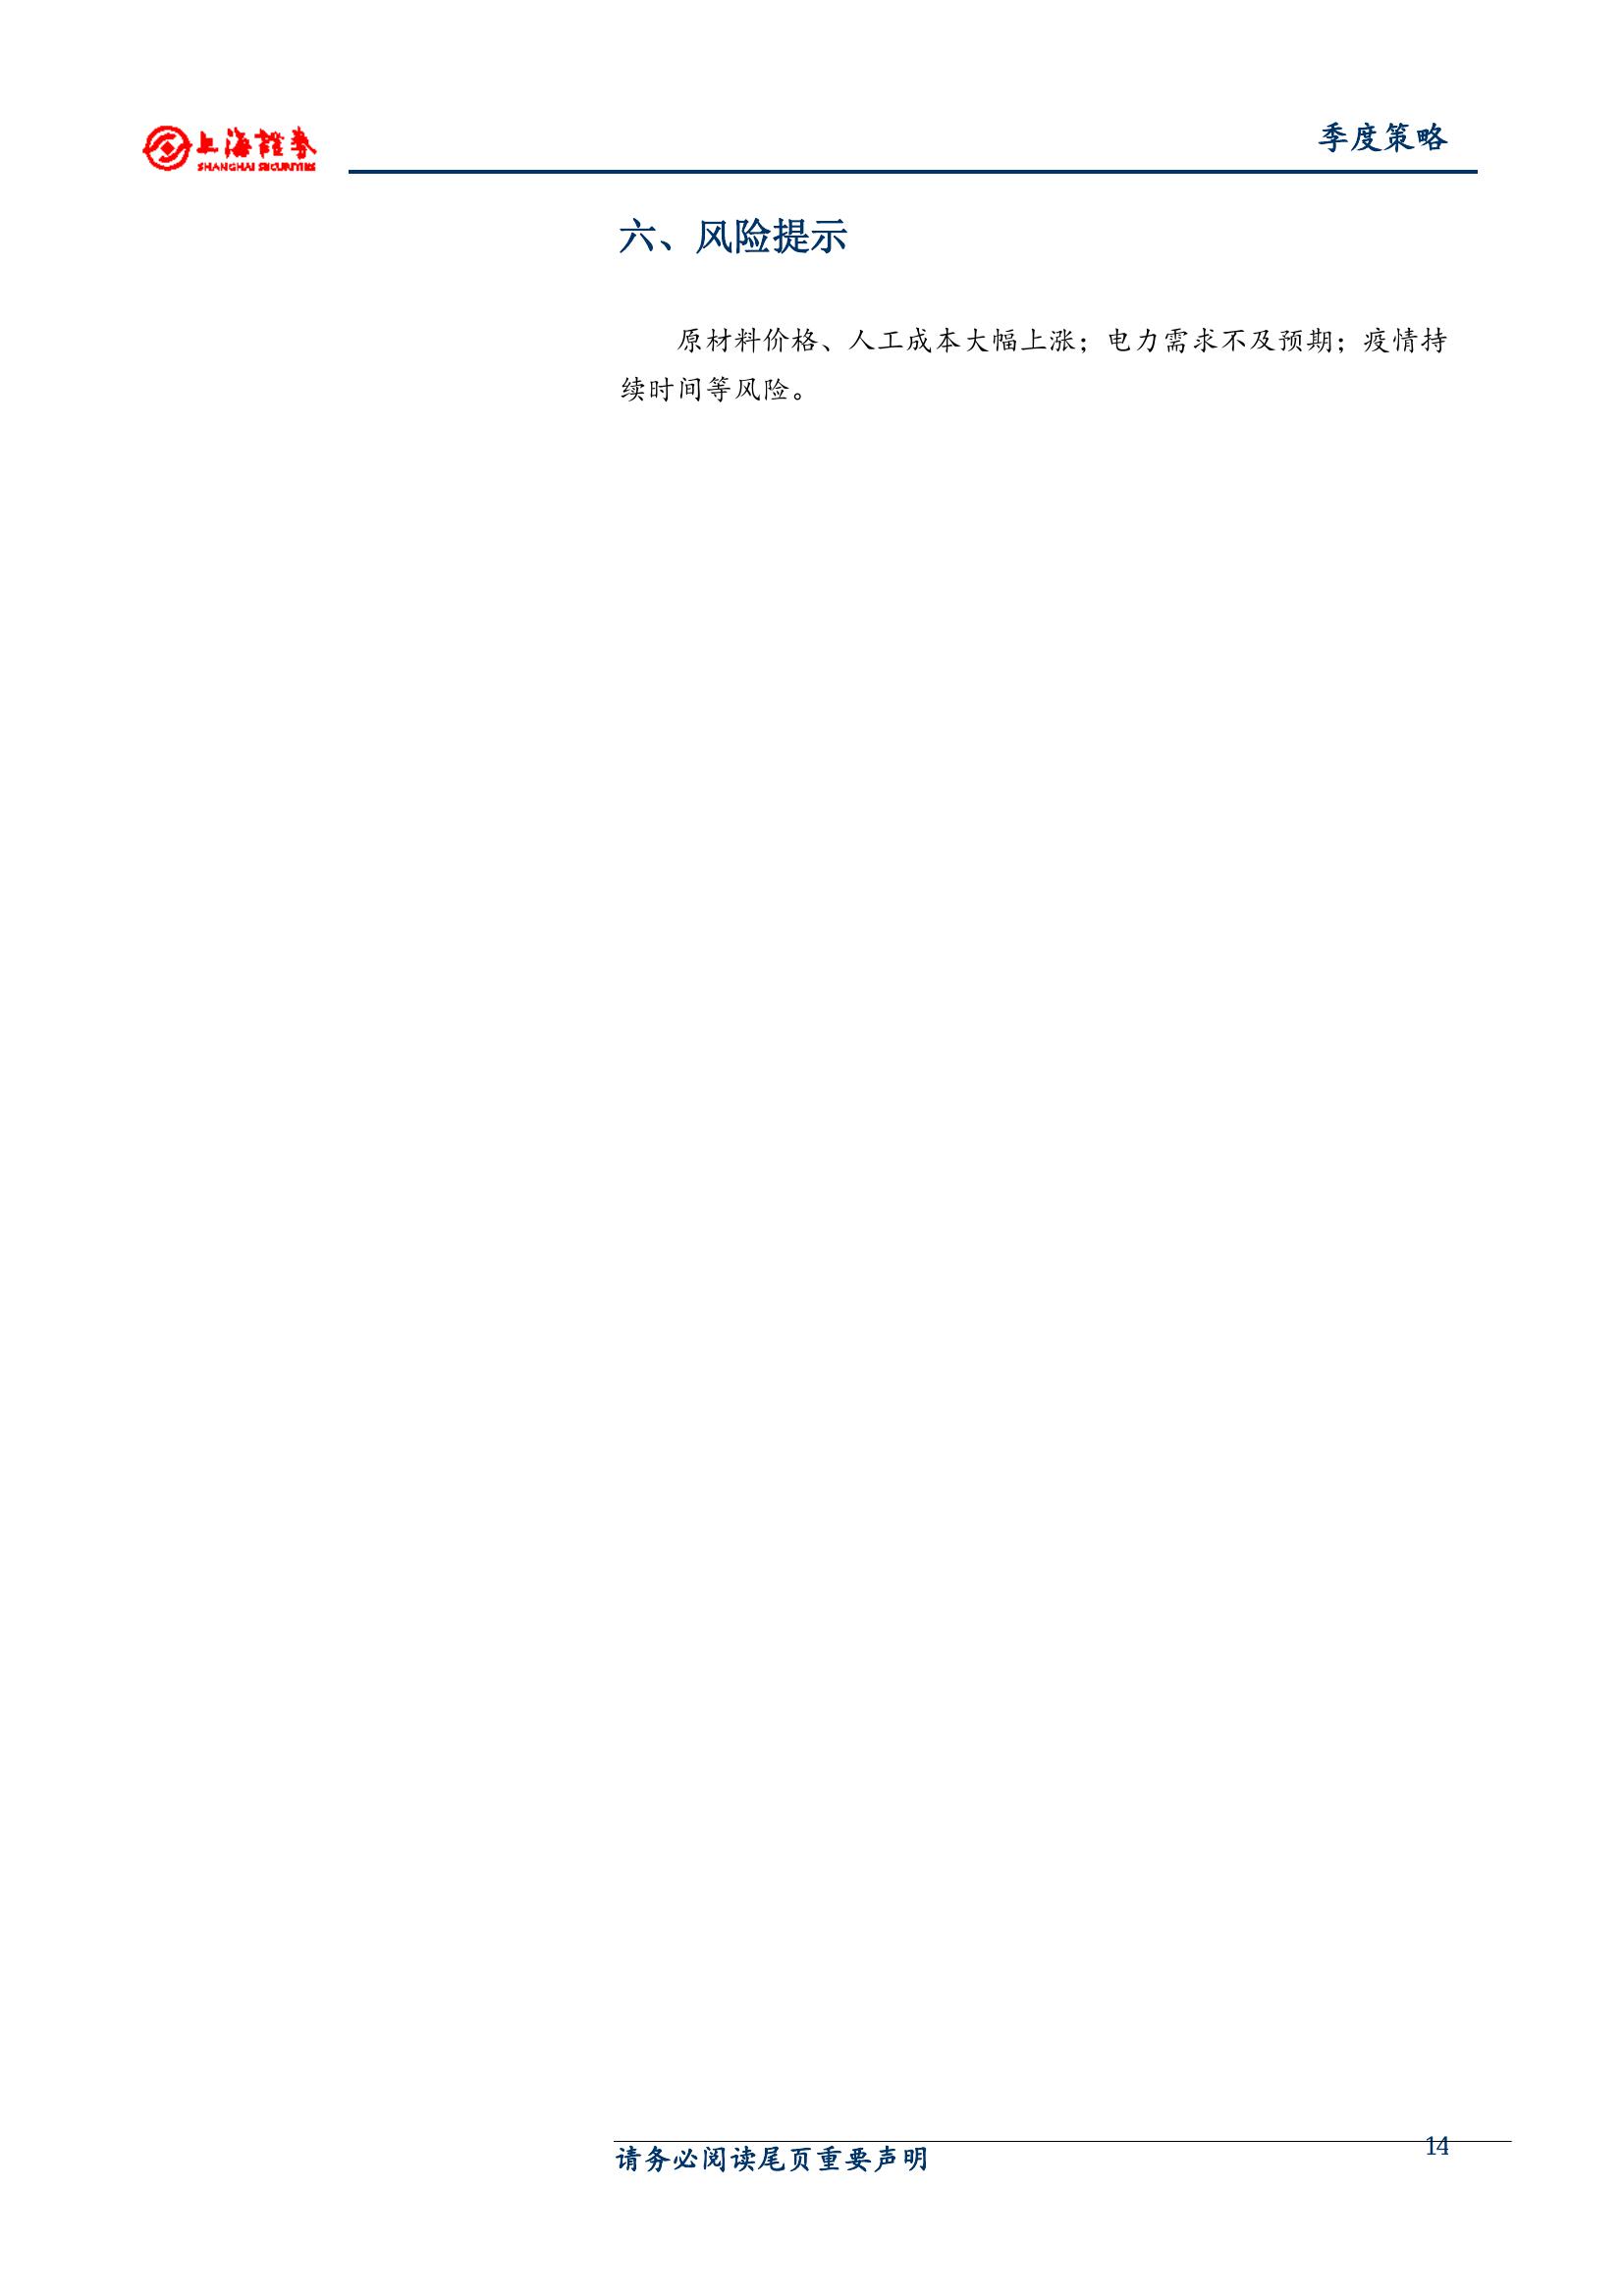 上海證券
SHANGHAI SECURITIES
季度策略
六、风险提示
原材料价格、人工成本大幅上涨；电力需求不及预期；疫情持
续时间等风险。
请务必阅读尾页重要声明
14